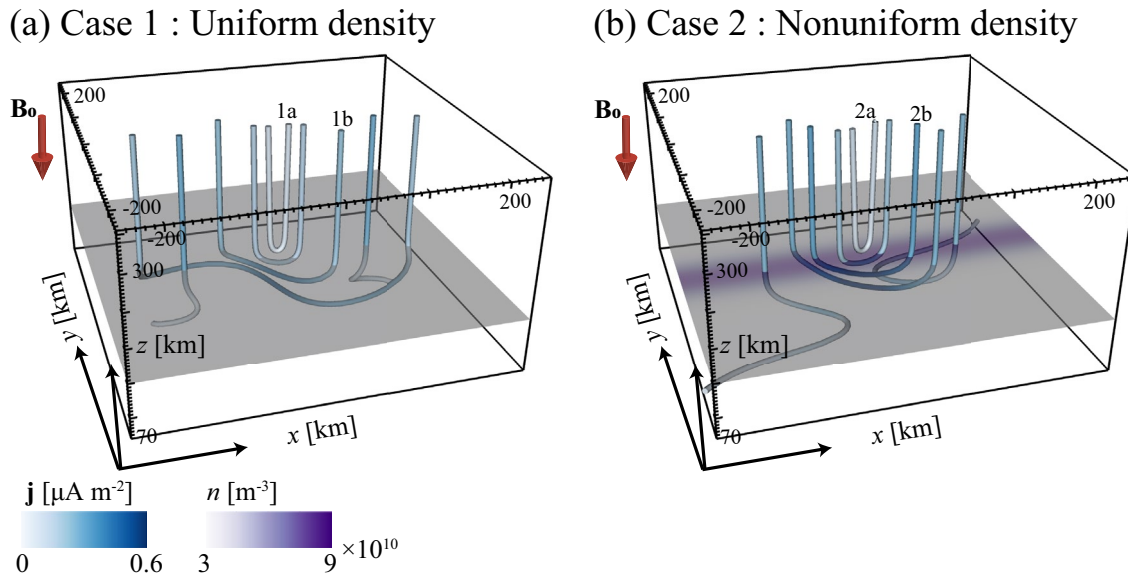 (a) Case 1 : Uniform density
(b) Case 2 : Nonuniform density
B₀
200
1a
1b
-200
-200
200
300
y [km]
z [km]
70
x [km]
B₀
200
2a
2b
-200
-200
200
300
y [km]
z [km]
70
x [km]
j [μA m⁻²]
0
0.6
n [m⁻³]
3
9
×10¹⁰